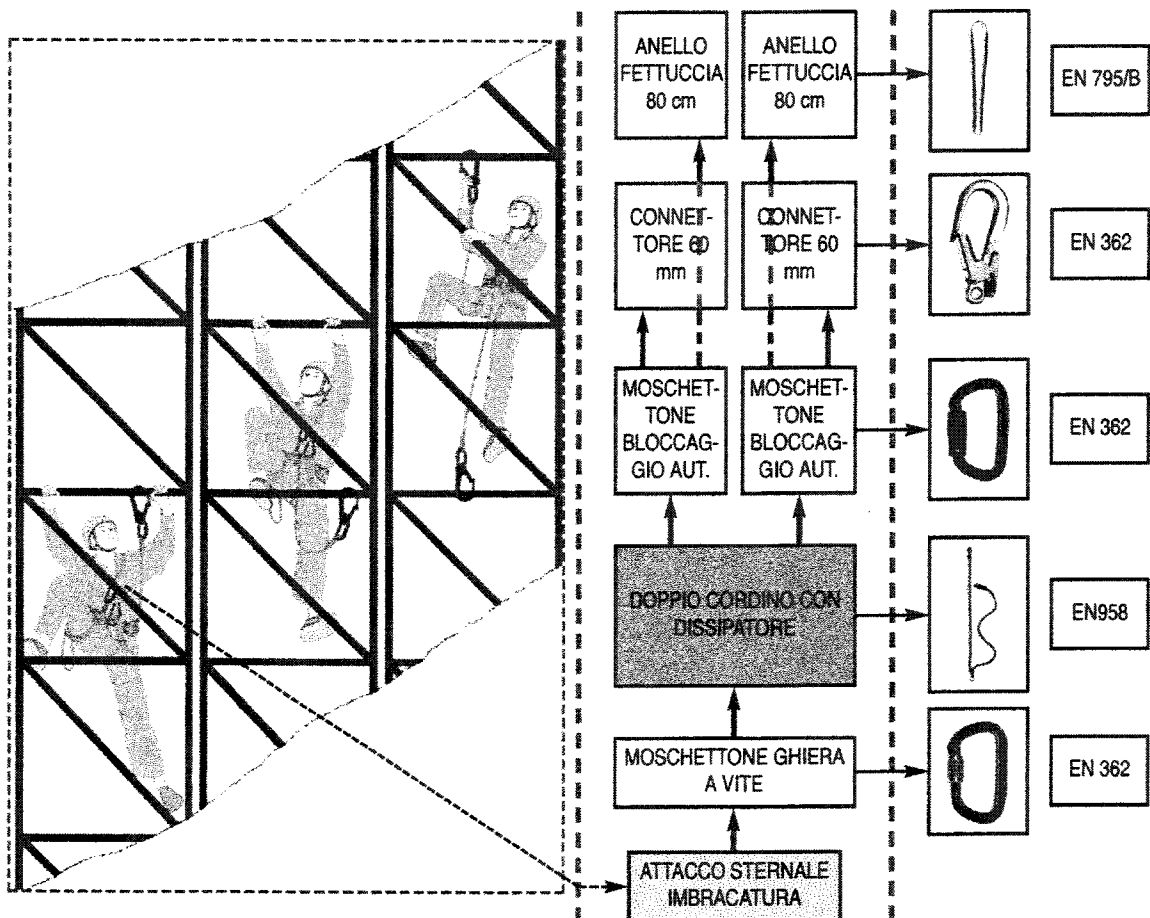 ANELLO
FETTUCCIA
80 cm
ANELLO
FETTUCCIA
80 cm
EN 795/B
CONNET-
TORE 60
mm
CONNET-
TORE 60
mm
EN 362
MOSCHET-
TONE
BLOCCAG-
GIO AUT.
MOSCHET-
TONE
BLOCCAG-
GIO AUT.
EN 362
DOPPIO CORDINO CON
DISSIPATORE
EN958
MOSCHETTONE GHIERA
A VITE
EN 362
ATTACCO STERNALE
IMBRACATURA